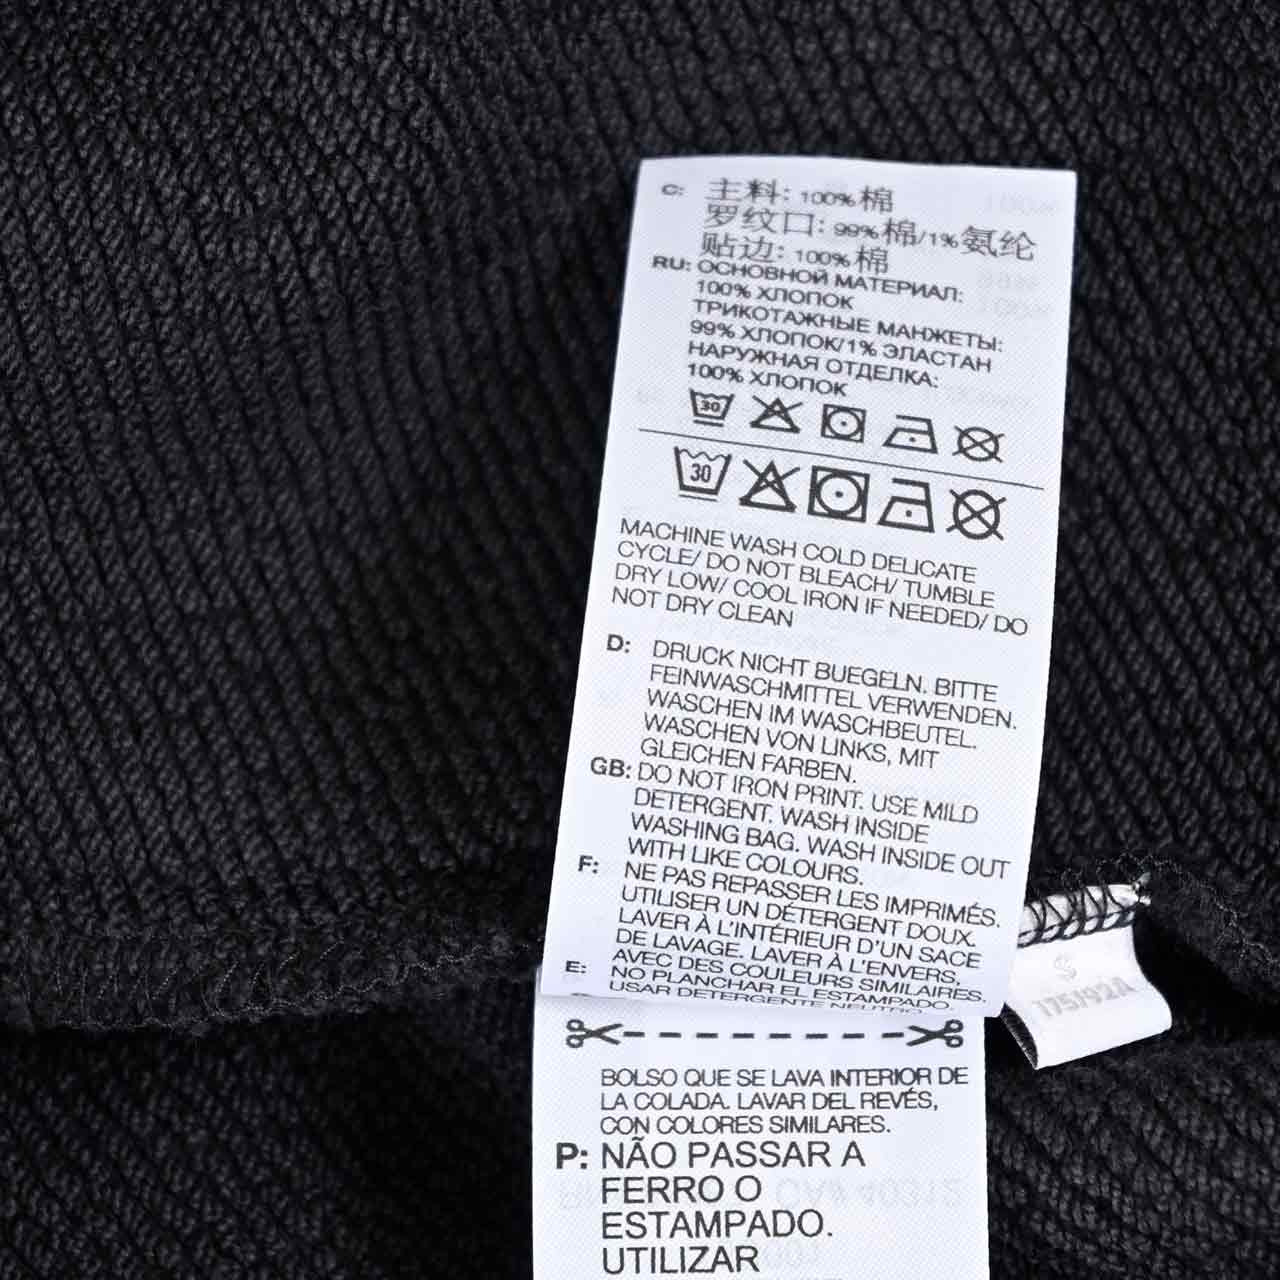 C: 主料: 100% 棉
罗纹口: 99% 棉/1% 氨纶
贴边: 100% 棉
RU: ОСНОВНОЙ МАТЕРИАЛ:
100% ХЛОПОК
ТРИКОТАЖНЫЕ МАНЖЕТЫ:
99% ХЛОПОК/1% ЭЛАСТАН
НАРУЖНАЯ ОТДЕЛКА:
100% ХЛОПОК
30
30
MACHINE WASH COLD DELICATE
CYCLE/ DO NOT BLEACH/ TUMBLE
DRY LOW/ COOL IRON IF NEEDED/ DO
NOT DRY CLEAN
D: DRUCK NICHT BUEGELN. BITTE
FEINWASCHMITTEL VERWENDEN.
WASCHEN IM WASCHBEUTEL.
WASCHEN VON LINKS, MIT
GLEICHEN FARBEN.
GB: DO NOT IRON PRINT. USE MILD
DETERGENT. WASH INSIDE
WASHING BAG. WASH INSIDE OUT
WITH LIKE COLOURS.
F: NE PAS REPASSER LES IMPRIMÉS.
UTILISER UN DÉTERGENT DOUX.
LAVER À L'INTÉRIEUR D'UN SACE
DE LAVAGE. LAVER À L'ENVERS,
AVEC DES COULEURS SIMILAIRES.
E: NO PLANCHAR EL ESTAMPADO.
USAR DETERGENTE NEUTRO.
S
175/92A
BOLSO QUE SE LAVA INTERIOR DE
LA COLADA. LAVAR DEL REVÉS,
CON COLORES SIMILARES.
P: NÃO PASSAR A
FERRO O
ESTAMPADO.
UTILIZAR